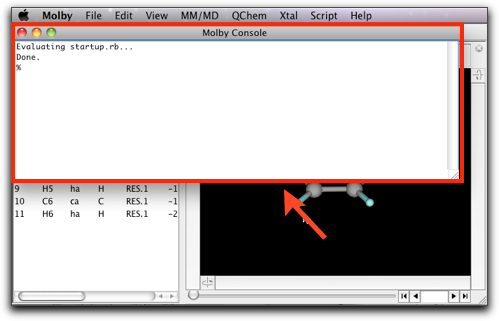 Molby File Edit View MM/MD QChem Xtal Script Help
Molby Console
Evaluating startup.rb...
Done.
%
9 H5 ha H RES.1 -1
10 C6 ca C RES.1 -1
11 H6 ha H RES.1 -2